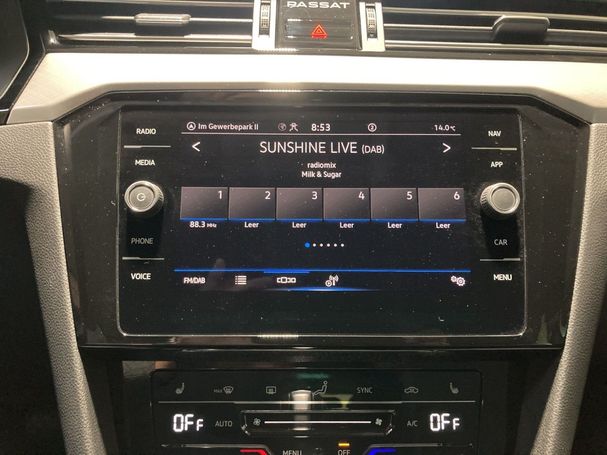 PASSAT
RADIO
MEDIA
PHONE
VOICE
Im Gewerbepark II 8:53 2 14.0 °C
< SUNSHINE LIVE (DAB) >
radiomix
Milk & Sugar
1 2 3 4 5 6
88.3 MHz Leer Leer Leer Leer Leer
FM/DAB
NAV
APP
CAR
MENU
MAX SYNC
OFF AUTO A/C OFF
MENU OFF